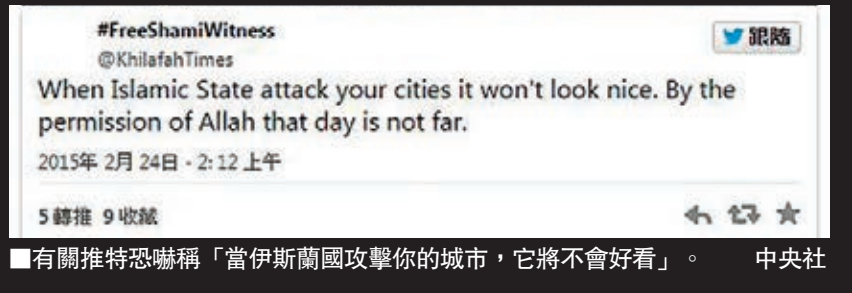 #FreeShamiWitness
跟隨
@KhilafahTimes
When Islamic State attack your cities it won't look nice. By the
permission of Allah that day is not far.
2015年 2月 24日 - 2:12 上午
5 轉推 9 收藏
■有關推特恐嚇稱「當伊斯蘭國攻擊你的城市，它將不會好看」。 中央社